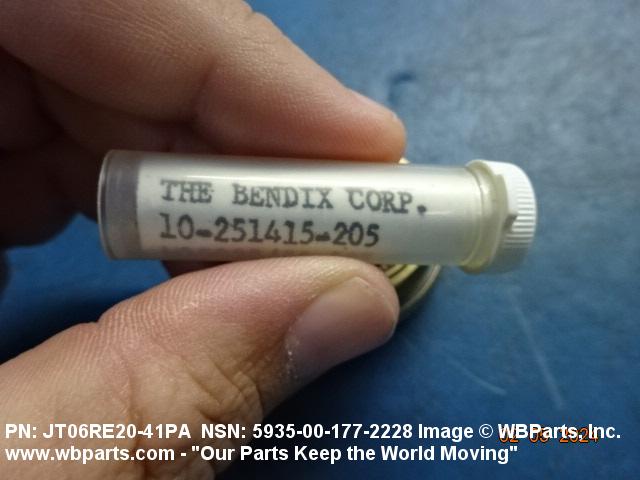 THE BENDIX CORP.
10-251415-205
PN: JT06RE20-41PA NSN: 5935-00-177-2228 Image © WBParts, Inc.
www.wbparts.com - "Our Parts Keep the World Moving"